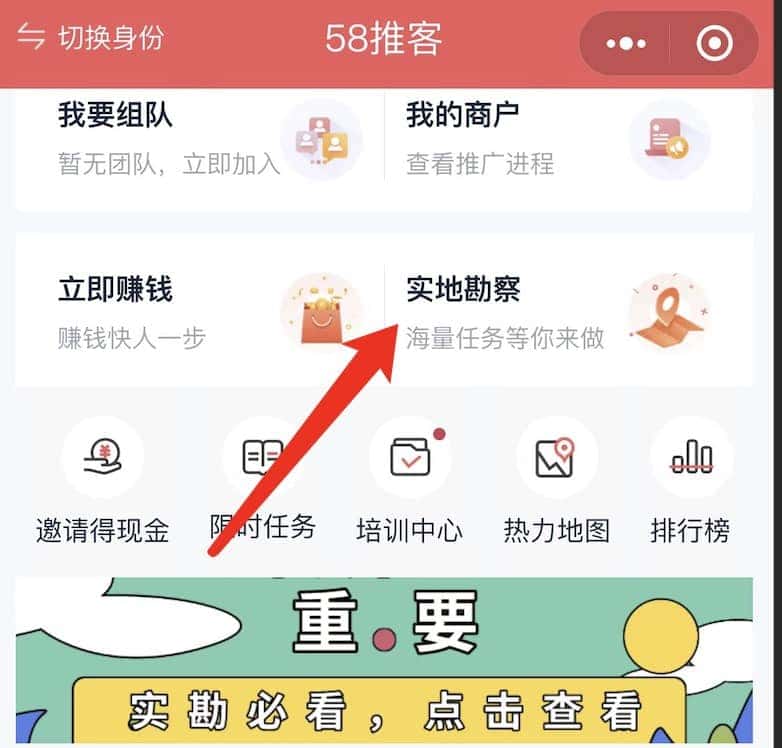 切换身份
58推客
我要组队
我的商户
暂无团队，立即加入
查看推广进程
立即赚钱
实地勘察
赚钱快人一步
海量任务等你来做
邀请得现金
限时任务
培训中心
热力地图
排行榜
重要
实勘必看，点击查看